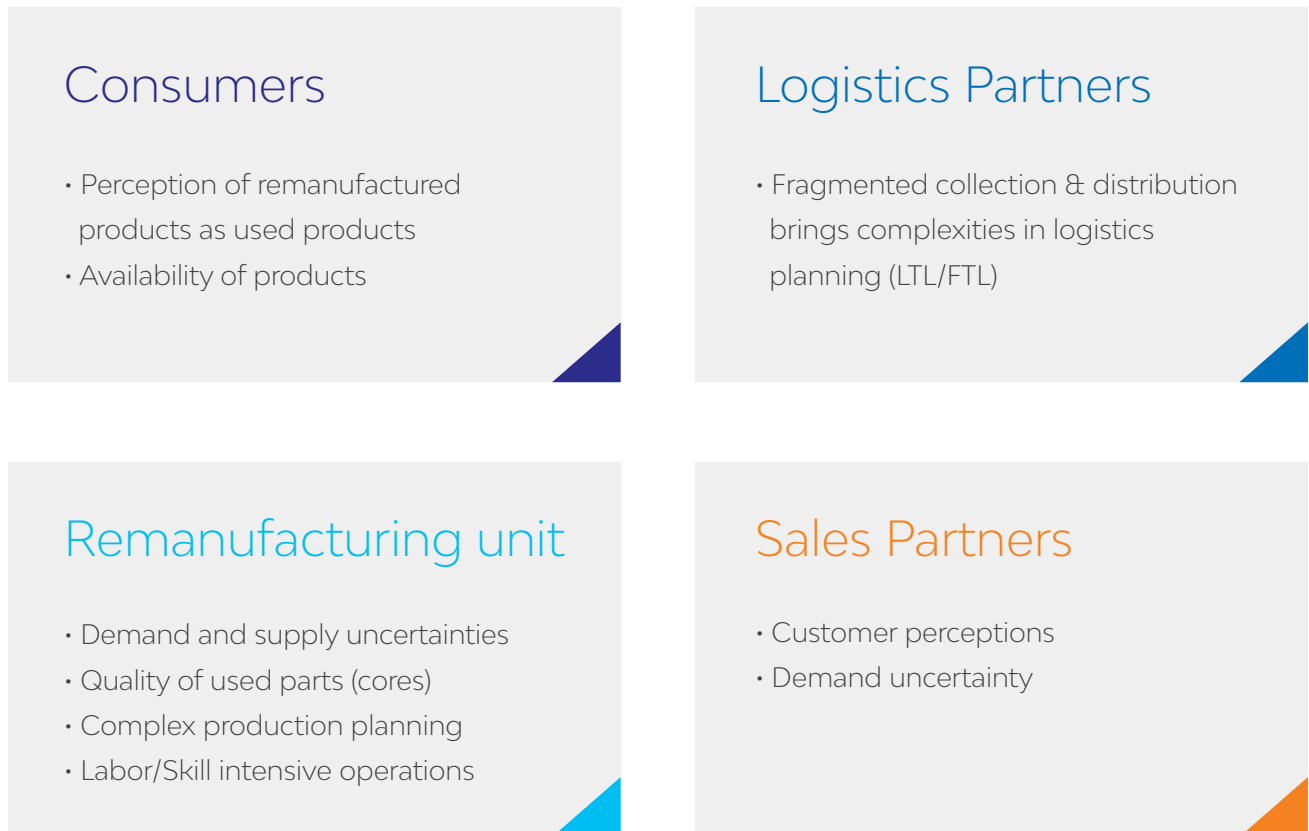 Consumers
· Perception of remanufactured
products as used products
· Availability of products
Logistics Partners
· Fragmented collection & distribution
brings complexities in logistics
planning (LTL/FTL)
Remanufacturing unit
· Demand and supply uncertainties
· Quality of used parts (cores)
· Complex production planning
· Labor/Skill intensive operations
Sales Partners
· Customer perceptions
· Demand uncertainty